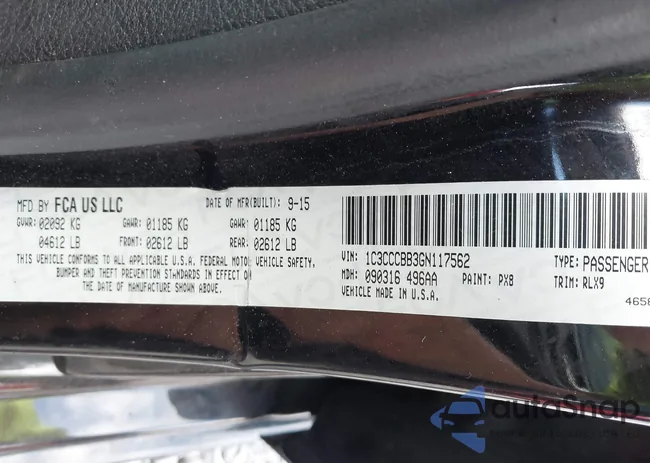 MFD BY FCA US LLC DATE OF MFR(BUILT): 9-15
GVWR: 02092 KG GAWR: 01185 KG GAWR: 01185 KG
04612 LB FRONT: 02612 LB REAR: 02612 LB
THIS VEHICLE CONFORMS TO ALL APPLICABLE U.S.A. FEDERAL MOTOR VEHICLE SAFETY,
BUMPER AND THEFT PREVENTION STANDARDS IN EFFECT ON
THE DATE OF MANUFACTURE SHOWN ABOVE.
VIN: 1C3CCCBB3GN117562 TYPE: PASSENGER
MDH: 090316 496AA PAINT: PX8 TRIM: RLX9
VEHICLE MADE IN U.S.A.
465
autoSnap